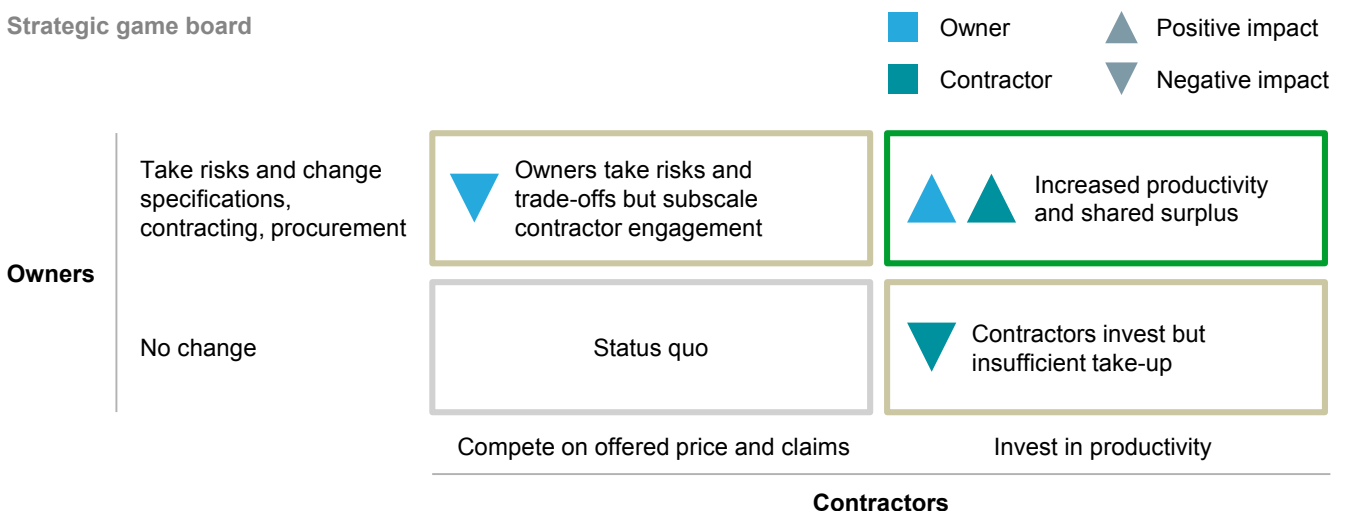 Strategic game board
Owner
Positive impact
Contractor
Negative impact
Take risks and change
specifications,
contracting, procurement
Owners take risks and
trade-offs but subscale
contractor engagement
Increased productivity
and shared surplus
Owners
No change
Status quo
Contractors invest but
insufficient take-up
Compete on offered price and claims
Invest in productivity
Contractors